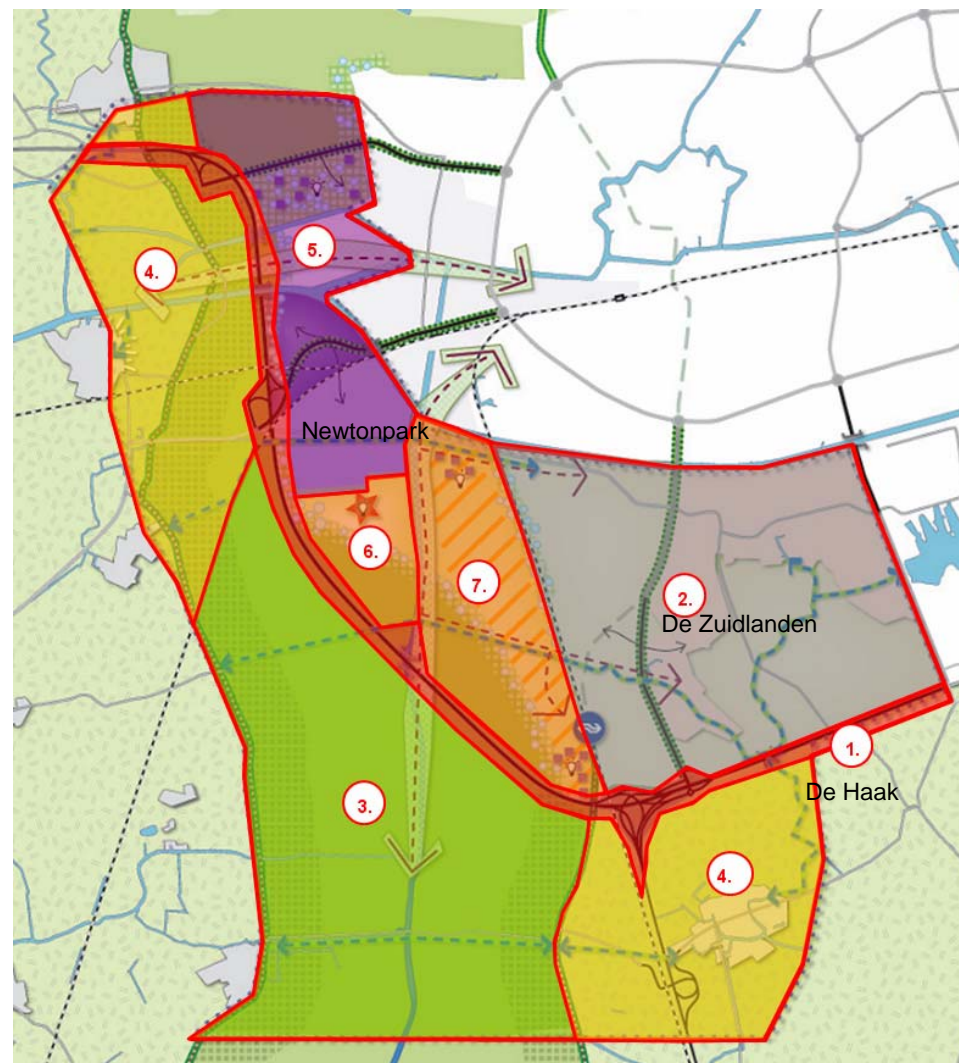 5.
4.
Newtonpark
6.
7.
2.
De Zuidlanden
1.
De Haak
3.
4.